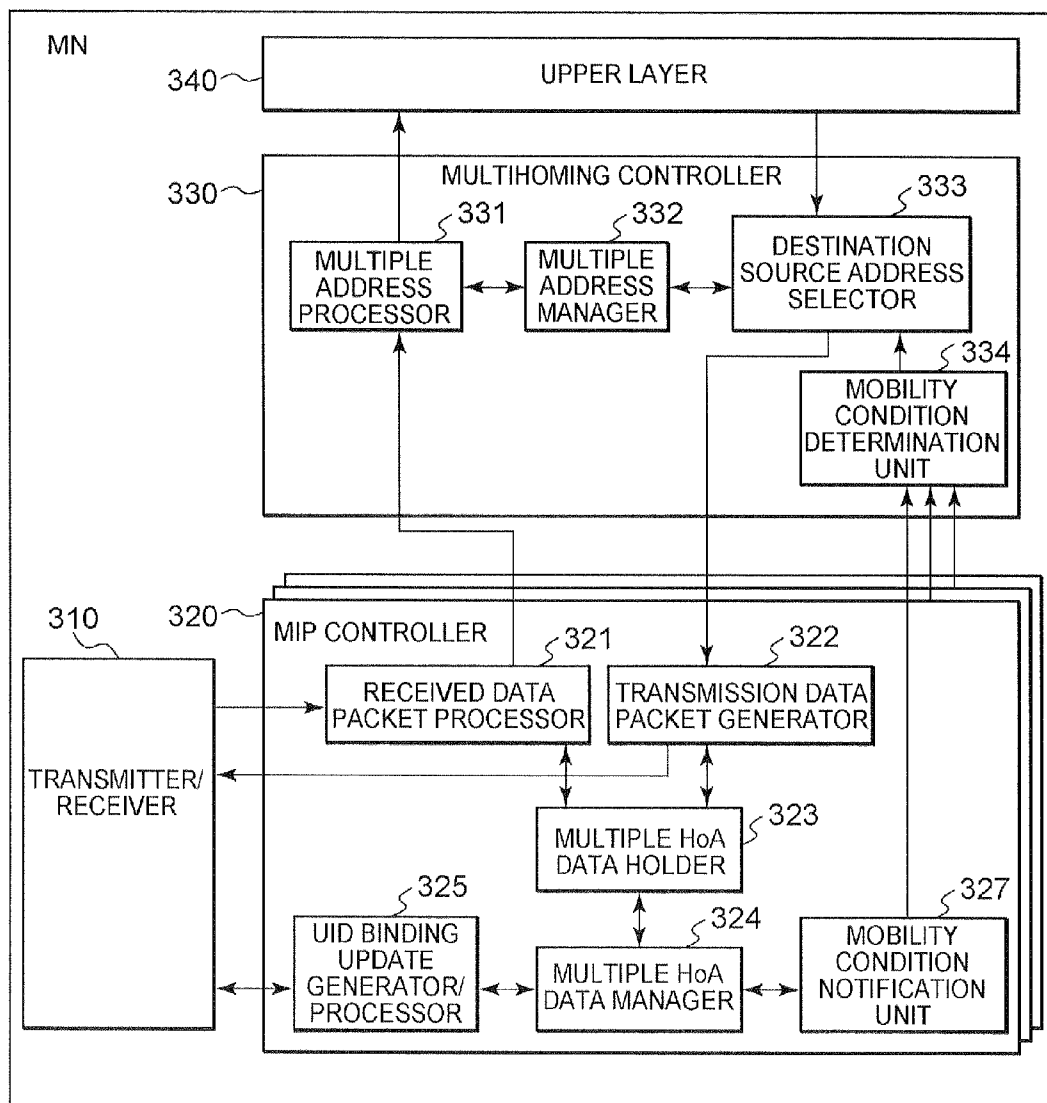 MN
340
UPPER LAYER
330
MULTIHOMING CONTROLLER
331
332
333
MULTIPLE
ADDRESS
PROCESSOR
MULTIPLE
ADDRESS
MANAGER
DESTINATION
SOURCE ADDRESS
SELECTOR
334
MOBILITY
CONDITION
DETERMINATION
UNIT
310
320
MIP CONTROLLER
321
322
RECEIVED DATA
PACKET PROCESSOR
TRANSMISSION DATA
PACKET GENERATOR
TRANSMITTER/
RECEIVER
323
MULTIPLE HoA
DATA HOLDER
325
324
327
UID BINDING
UPDATE
GENERATOR/
PROCESSOR
MULTIPLE HoA
DATA MANAGER
MOBILITY
CONDITION
NOTIFICATION
UNIT